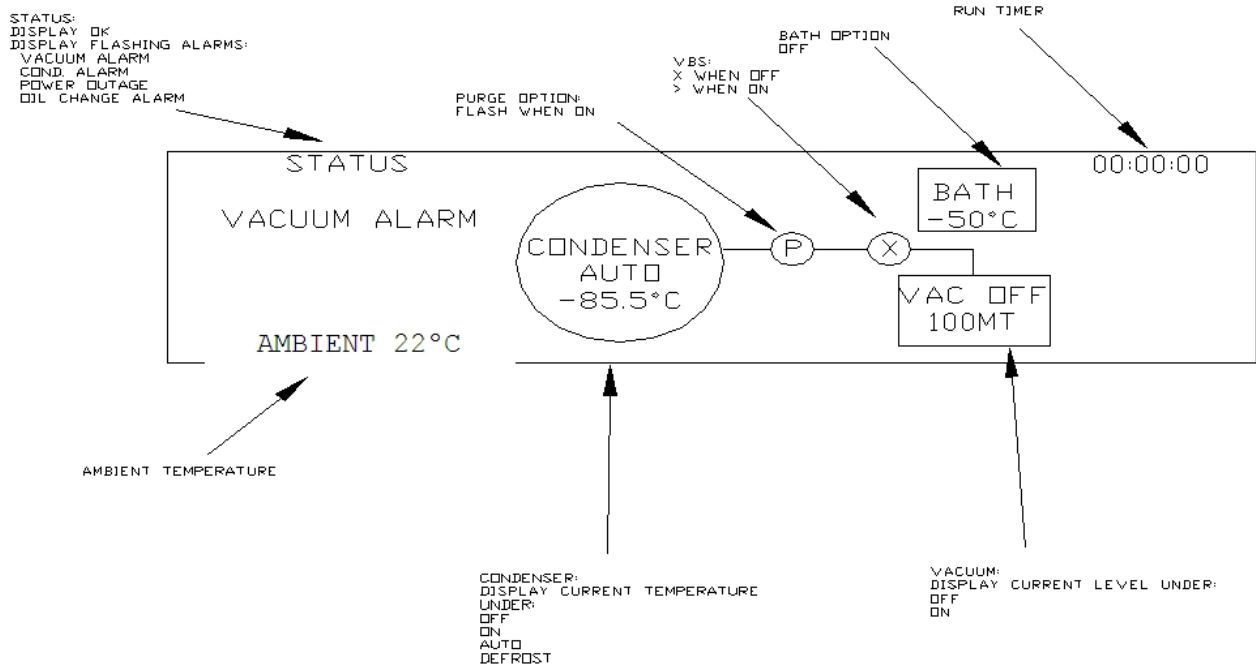 STATUS:
DISPLAY OK
DISPLAY FLASHING ALARMS:
VACUUM ALARM
COND. ALARM
POWER OUTAGE
OIL CHANGE ALARM
PURGE OPTION:
FLASH WHEN ON
VBS:
X WHEN OFF
> WHEN ON
BATH OPTION
OFF
RUN TIMER
STATUS
VACUUM ALARM
AMBIENT 22°C
CONDENSER
AUTO
-85.5°C
P
X
BATH
-50°C
VAC OFF
100MT
00:00:00
AMBIENT TEMPERATURE
CONDENSER:
DISPLAY CURRENT TEMPERATURE
UNDER:
OFF
ON
AUTO
DEFROST
VACUUM:
DISPLAY CURRENT LEVEL UNDER:
OFF
ON